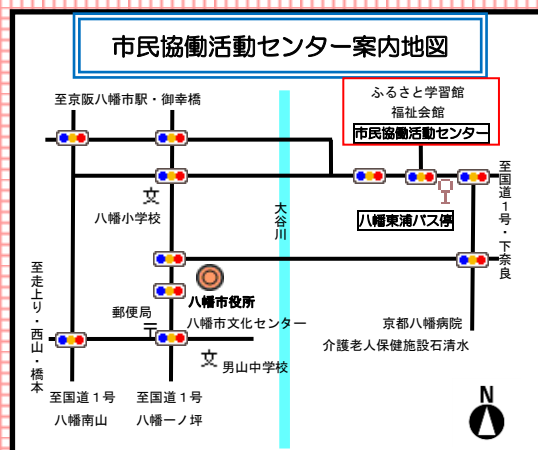 市民協働活動センター案内地図
至京阪八幡市駅・御幸橋
ふるさと学習館
福祉会館
市民協働活動センター
至国道1号・下奈良
八幡小学校
大谷川
八幡東浦バス停
至走上り・西山・橋本
八幡市役所
郵便局
八幡市文化センター
京都八幡病院
介護老人保健施設石清水
男山中学校
至国道1号
八幡南山
至国道1号
八幡一ノ坪
N